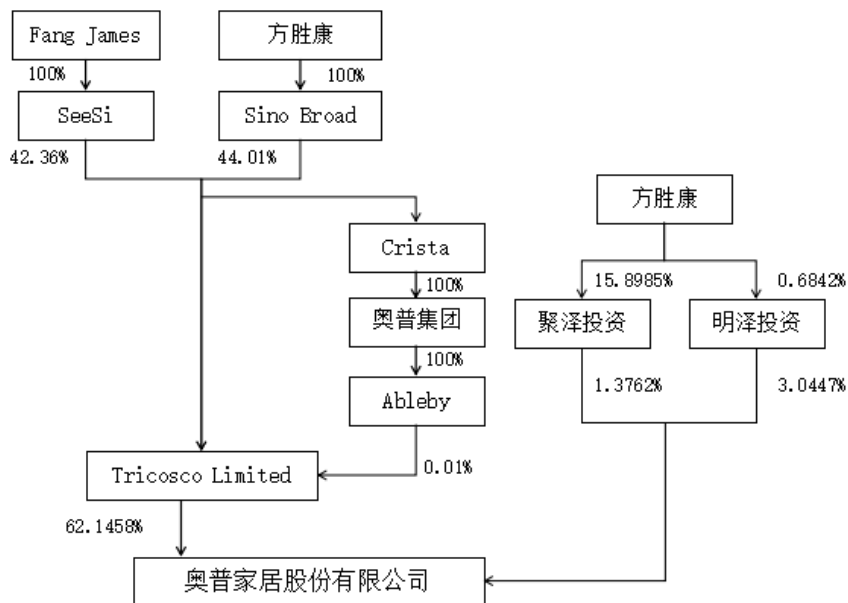 Fang James
方胜康
100%
100%
SeeSi
Sino Broad
42.36%
44.01%
方胜康
Crista
100%
15.8985%
0.6842%
奥普集团
聚泽投资
明泽投资
100%
1.3762%
3.0447%
Ableby
0.01%
Tricosco Limited
62.1458%
奥普家居股份有限公司